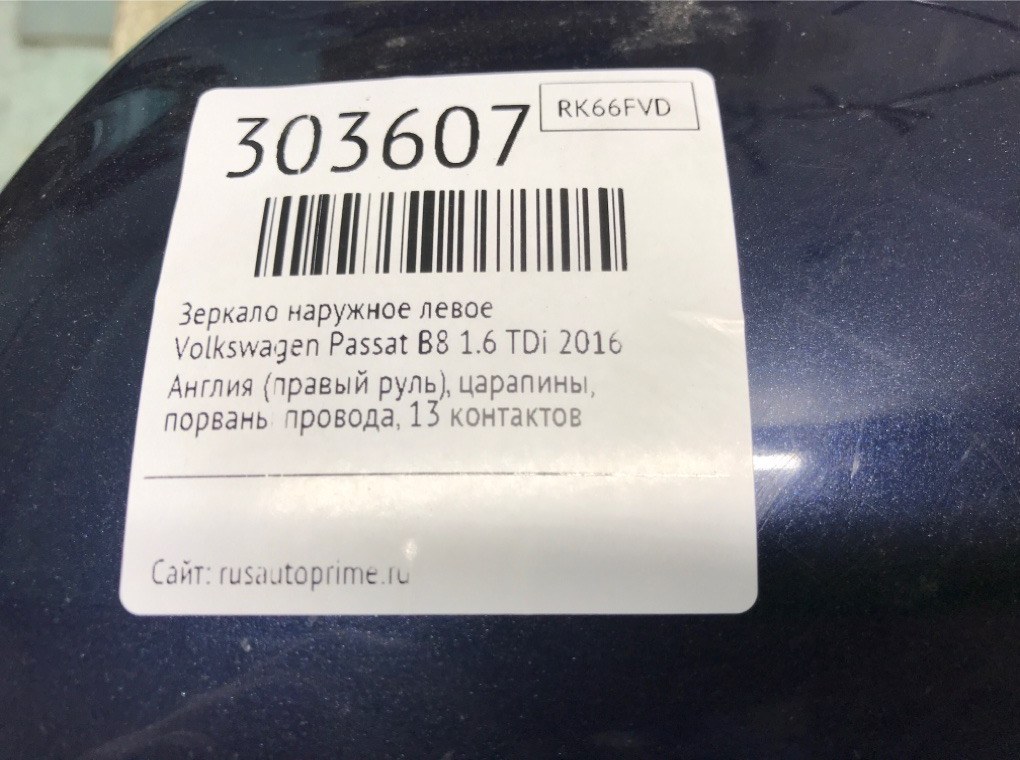 303607
RK66FVD
Зеркало наружное левое
Volkswagen Passat B8 1.6 TDi 2016
Англия (правый руль), царапины,
порваны провода, 13 контактов
Сайт: rusautoprime.ru